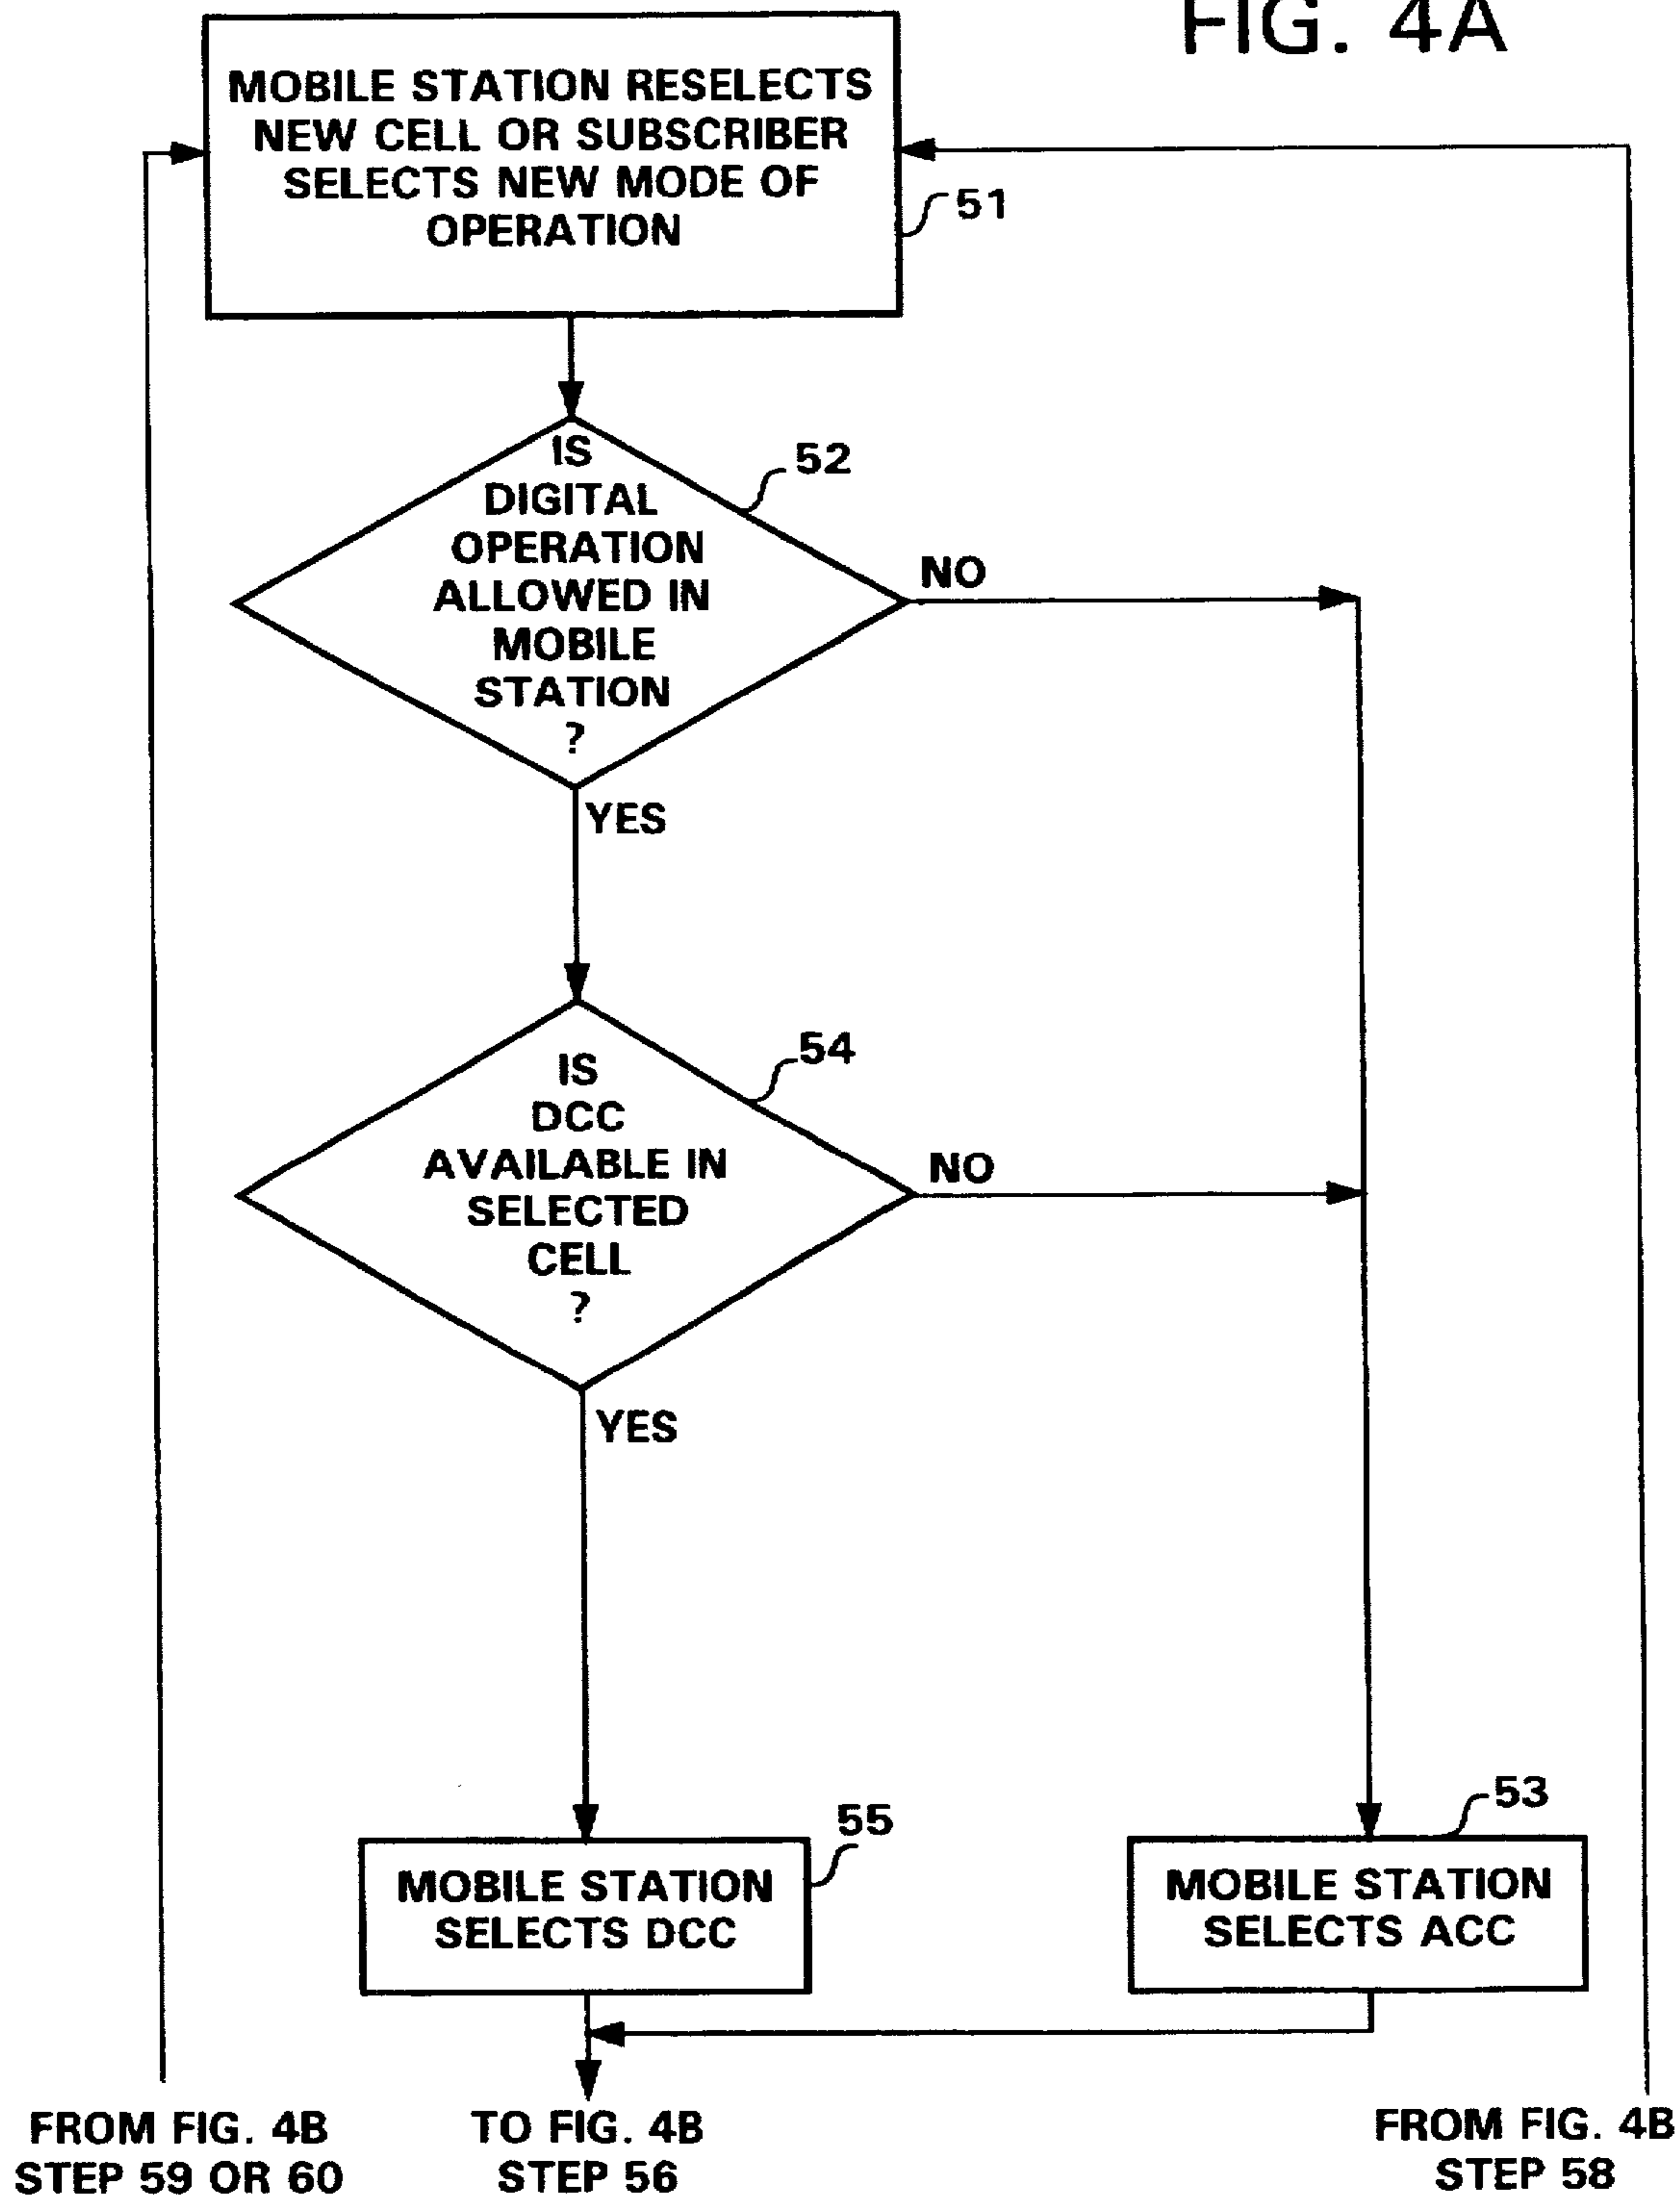 FIG. 4A
MOBILE STATION RESELECTS
NEW CELL OR SUBSCRIBER
SELECTS NEW MODE OF
OPERATION
51
IS
DIGITAL
OPERATION
ALLOWED IN
MOBILE
STATION
?
52
NO
YES
IS
DCC
AVAILABLE IN
SELECTED
CELL
?
54
NO
YES
55
MOBILE STATION
SELECTS DCC
53
MOBILE STATION
SELECTS ACC
FROM FIG. 4B
STEP 59 OR 60
TO FIG. 4B
STEP 56
FROM FIG. 4B
STEP 58